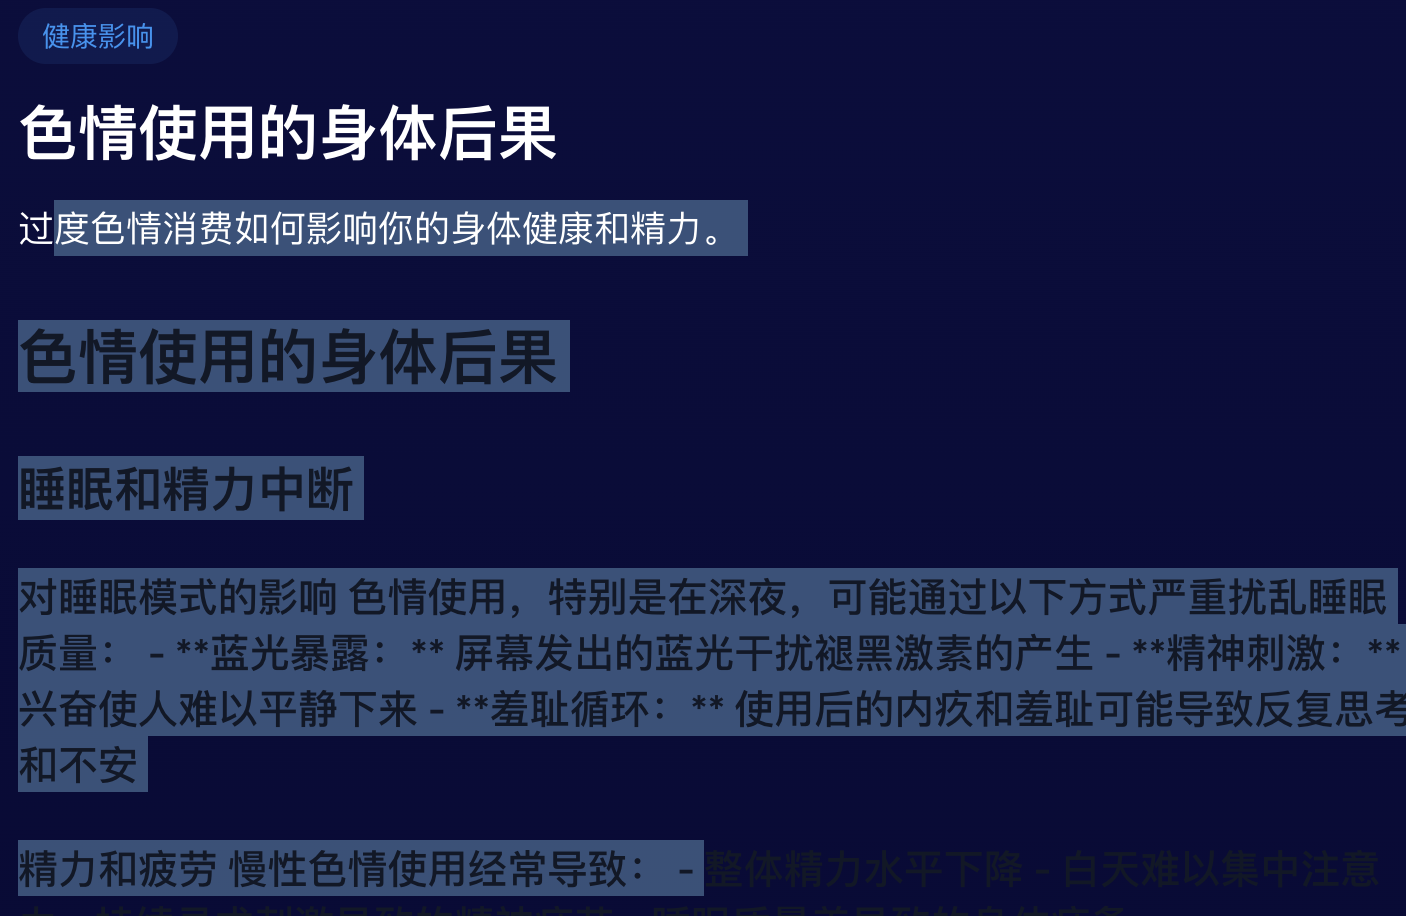 健康影响
色情使用的身体后果
过度色情消费如何影响你的身体健康和精力。
色情使用的身体后果
睡眠和精力中断
对睡眠模式的影响 色情使用，特别是在深夜，可能通过以下方式严重扰乱睡眠
质量： - **蓝光暴露：** 屏幕发出的蓝光干扰褪黑激素的产生 - **精神刺激：**
兴奋使人难以平静下来 - **羞耻循环：** 使用后的内疚和羞耻可能导致反复思考
和不安
精力和疲劳 慢性色情使用经常导致： - 整体精力水平下降 - 白天难以集中注意